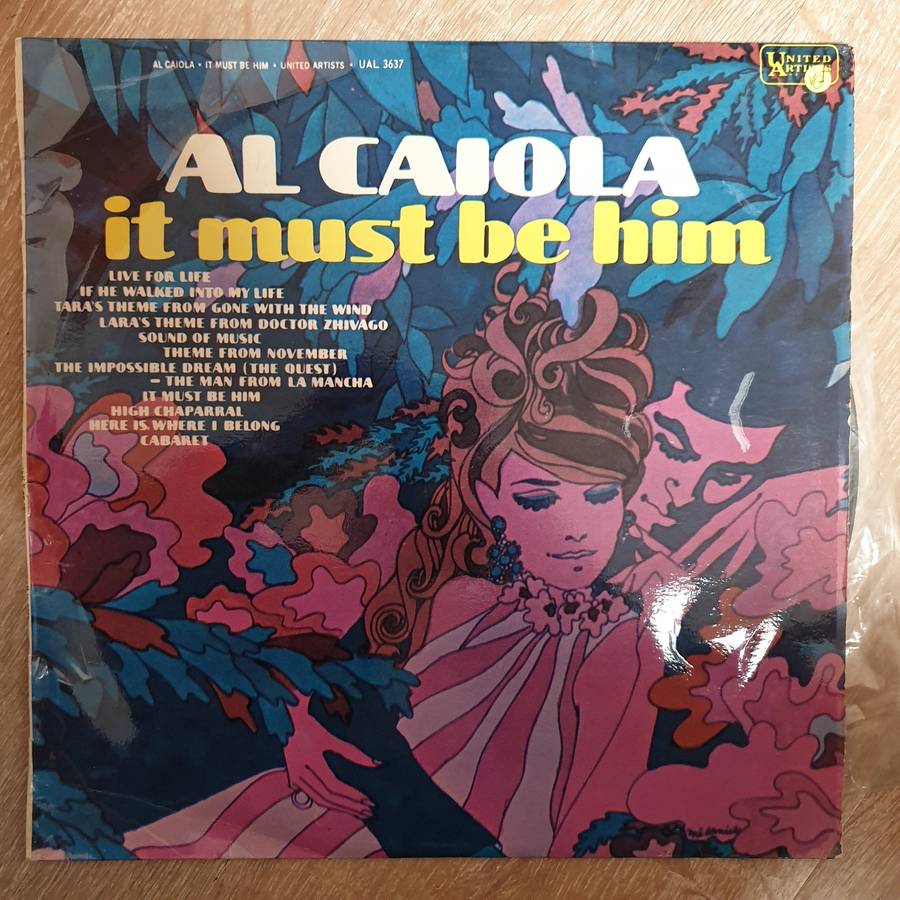 AL CAIOLA • IT MUST BE HIM • UNITED ARTISTS • UAL 3637
UNITED
ARTISTS
AL CAIOLA
it must be him
LIVE FOR LIFE
IF HE WALKED INTO MY LIFE
TARA'S THEME FROM GONE WITH THE WIND
LARA'S THEME FROM DOCTOR ZHIVAGO
SOUND OF MUSIC
THEME FROM NOVEMBER
THE IMPOSSIBLE DREAM (THE QUEST)
– THE MAN FROM LA MANCHA
IT MUST BE HIM
HIGH CHAPARRAL
HERE IS WHERE I BELONG
CABARET